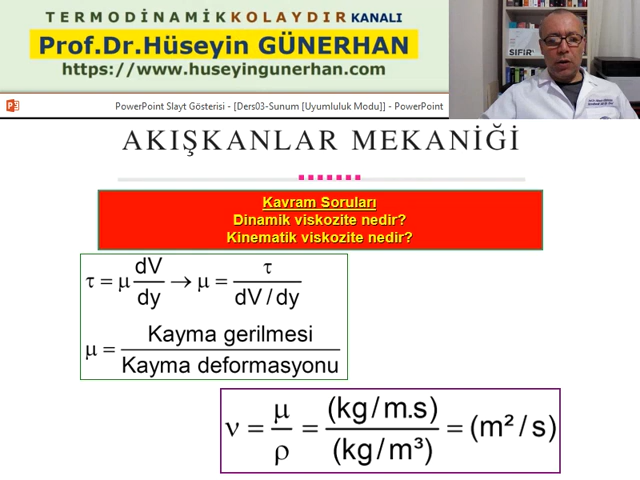 TERMODİNAMİKKOLAYDIR KANALI
Prof.Dr.Hüseyin GÜNERHAN
https://www.huseyingunerhan.com
SIFIR
PowerPoint Slayt Gösterisi - [Ders03-Sunum [Uyumluluk Modu]] - PowerPoint
AKIŞKANLAR MEKANİĞİ
Kavram Soruları
Dinamik viskozite nedir?
Kinematik viskozite nedir?
τ = μ dV/dy → μ = τ / (dV / dy)
μ = Kayma gerilmesi / Kayma deformasyonu
ν = μ/ρ = (kg/m.s) / (kg/m³) = (m²/s)